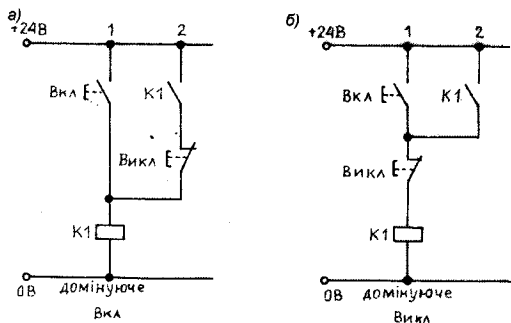 а)
+24В 1 2
Вкл К1
Викл
К1
0В домінуюче
Вкл
б)
+24В 1 2
Вкл К1
Викл
К1
0В домінуюче
Викл